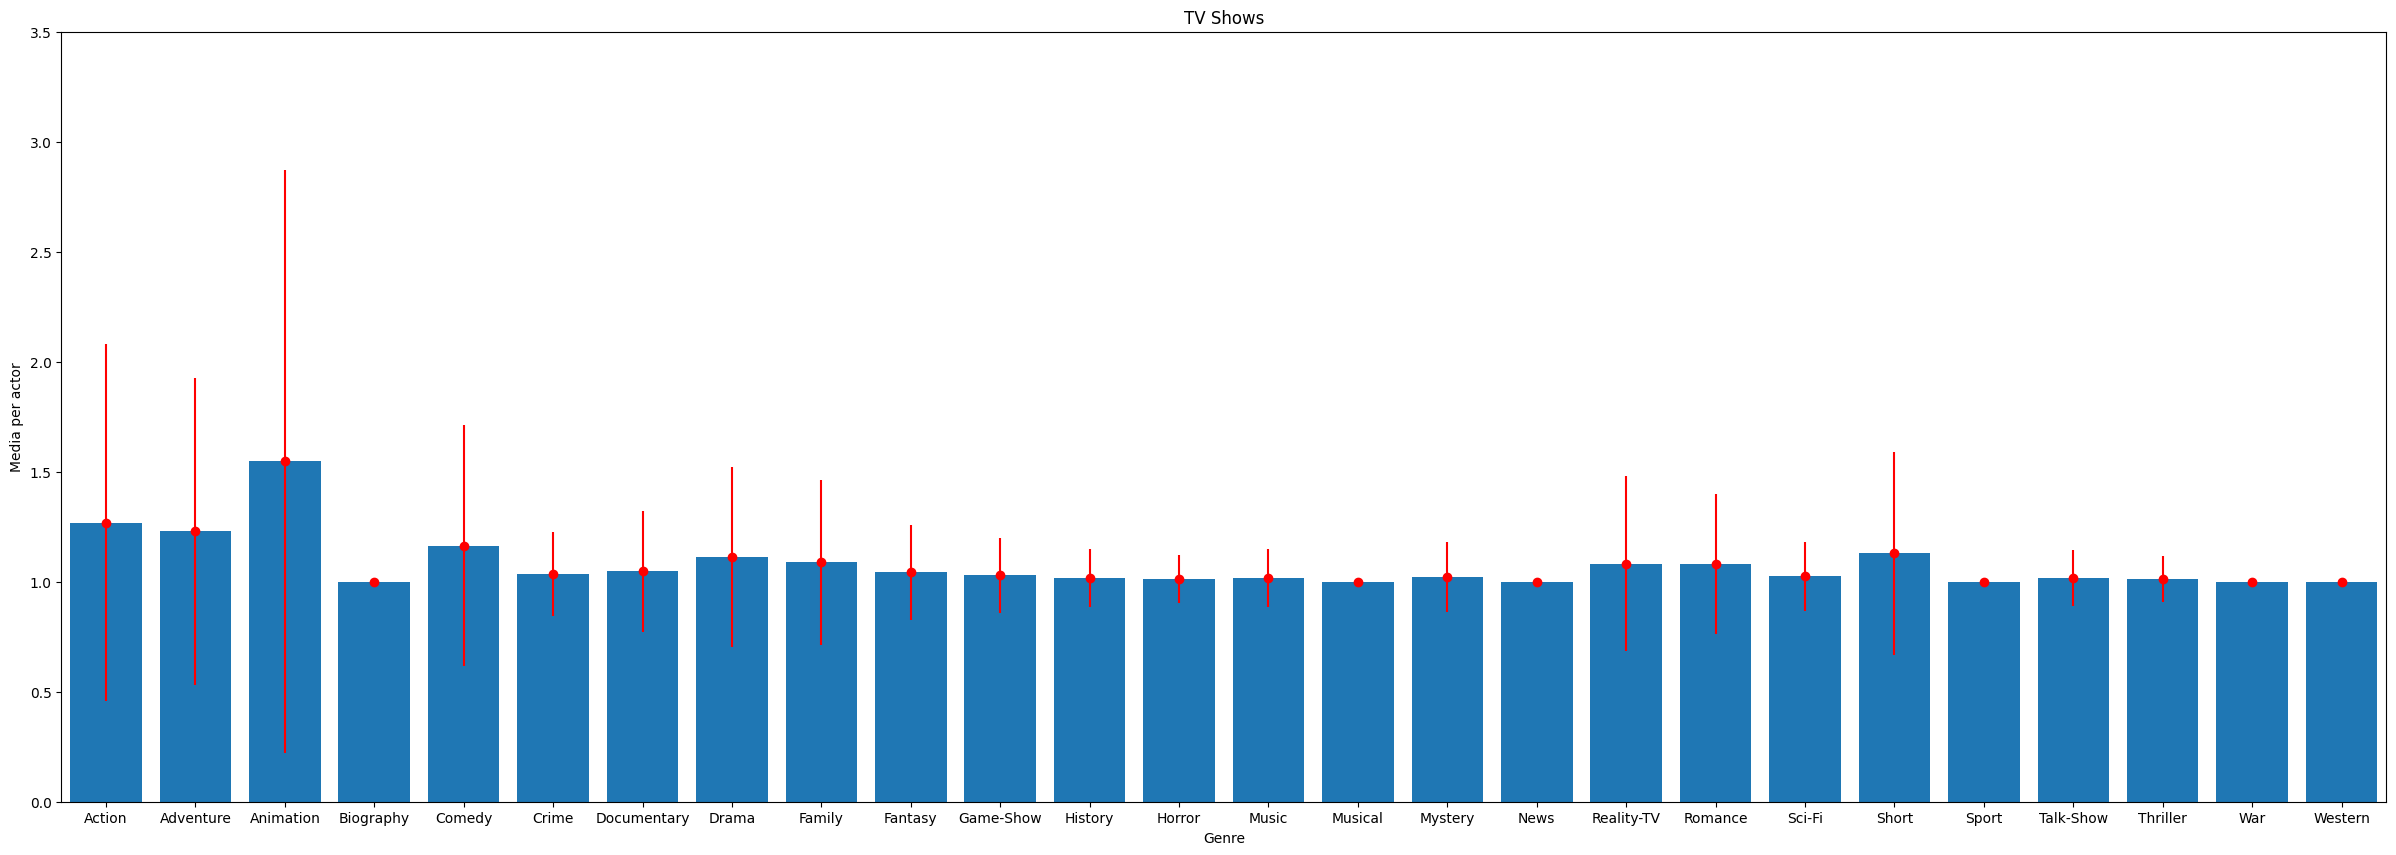 TV Shows
3.5
3.0
2.5
2.0
1.5
1.0
0.5
0.0
Media per actor
Action Adventure Animation Biography Comedy Crime Documentary Drama Family Fantasy Game-Show History Horror Music Musical Mystery News Reality-TV Romance Sci-Fi Short Sport Talk-Show Thriller War Western
Genre